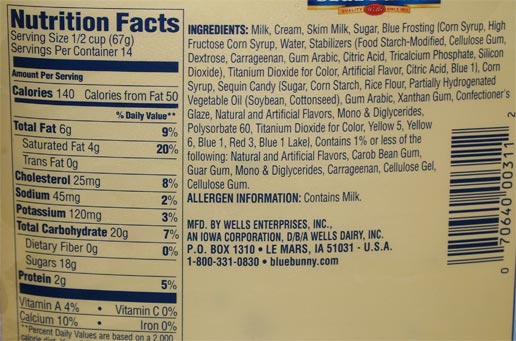 QUALITY
Nutrition Facts
Serving Size 1/2 cup (67g)
Servings Per Container 14
Amount Per Serving
Calories 140 Calories from Fat 50
% Daily Value**
Total Fat 6g 9%
Saturated Fat 4g 20%
Trans Fat 0g
Cholesterol 25mg 8%
Sodium 45mg 2%
Potassium 120mg 3%
Total Carbohydrate 20g 7%
Dietary Fiber 0g 0%
Sugars 18g
Protein 2g 5%
Vitamin A 4% • Vitamin C 0%
Calcium 10% • Iron 0%
**Percent Daily Values are based on a 2,000
calorie diet.
INGREDIENTS: Milk, Cream, Skim Milk, Sugar, Blue Frosting (Corn Syrup, High
Fructose Corn Syrup, Water, Stabilizers (Food Starch-Modified, Cellulose Gum,
Dextrose, Carrageenan, Gum Arabic, Citric Acid, Tricalcium Phosphate, Silicon
Dioxide), Titanium Dioxide for Color, Artificial Flavor, Citric Acid, Blue 1), Corn
Syrup, Sequin Candy (Sugar, Corn Starch, Rice Flour, Partially Hydrogenated
Vegetable Oil (Soybean, Cottonseed), Gum Arabic, Xanthan Gum, Confectioner's
Glaze, Natural and Artificial Flavors, Mono & Diglycerides,
Polysorbate 60, Titanium Dioxide for Color, Yellow 5, Yellow
6, Blue 1, Red 3, Blue 1 Lake), Contains 1% or less of the
following: Natural and Artificial Flavors, Carob Bean Gum,
Guar Gum, Mono & Diglycerides, Carrageenan, Cellulose Gel,
Cellulose Gum.
ALLERGEN INFORMATION: Contains Milk.
MFD. BY WELLS ENTERPRISES, INC.,
AN IOWA CORPORATION, D/B/A WELLS DAIRY, INC.
P.O. BOX 1310 • LE MARS, IA 51031 - U.S.A.
1-800-331-0830 • bluebunny.com
0 70640 00311 2